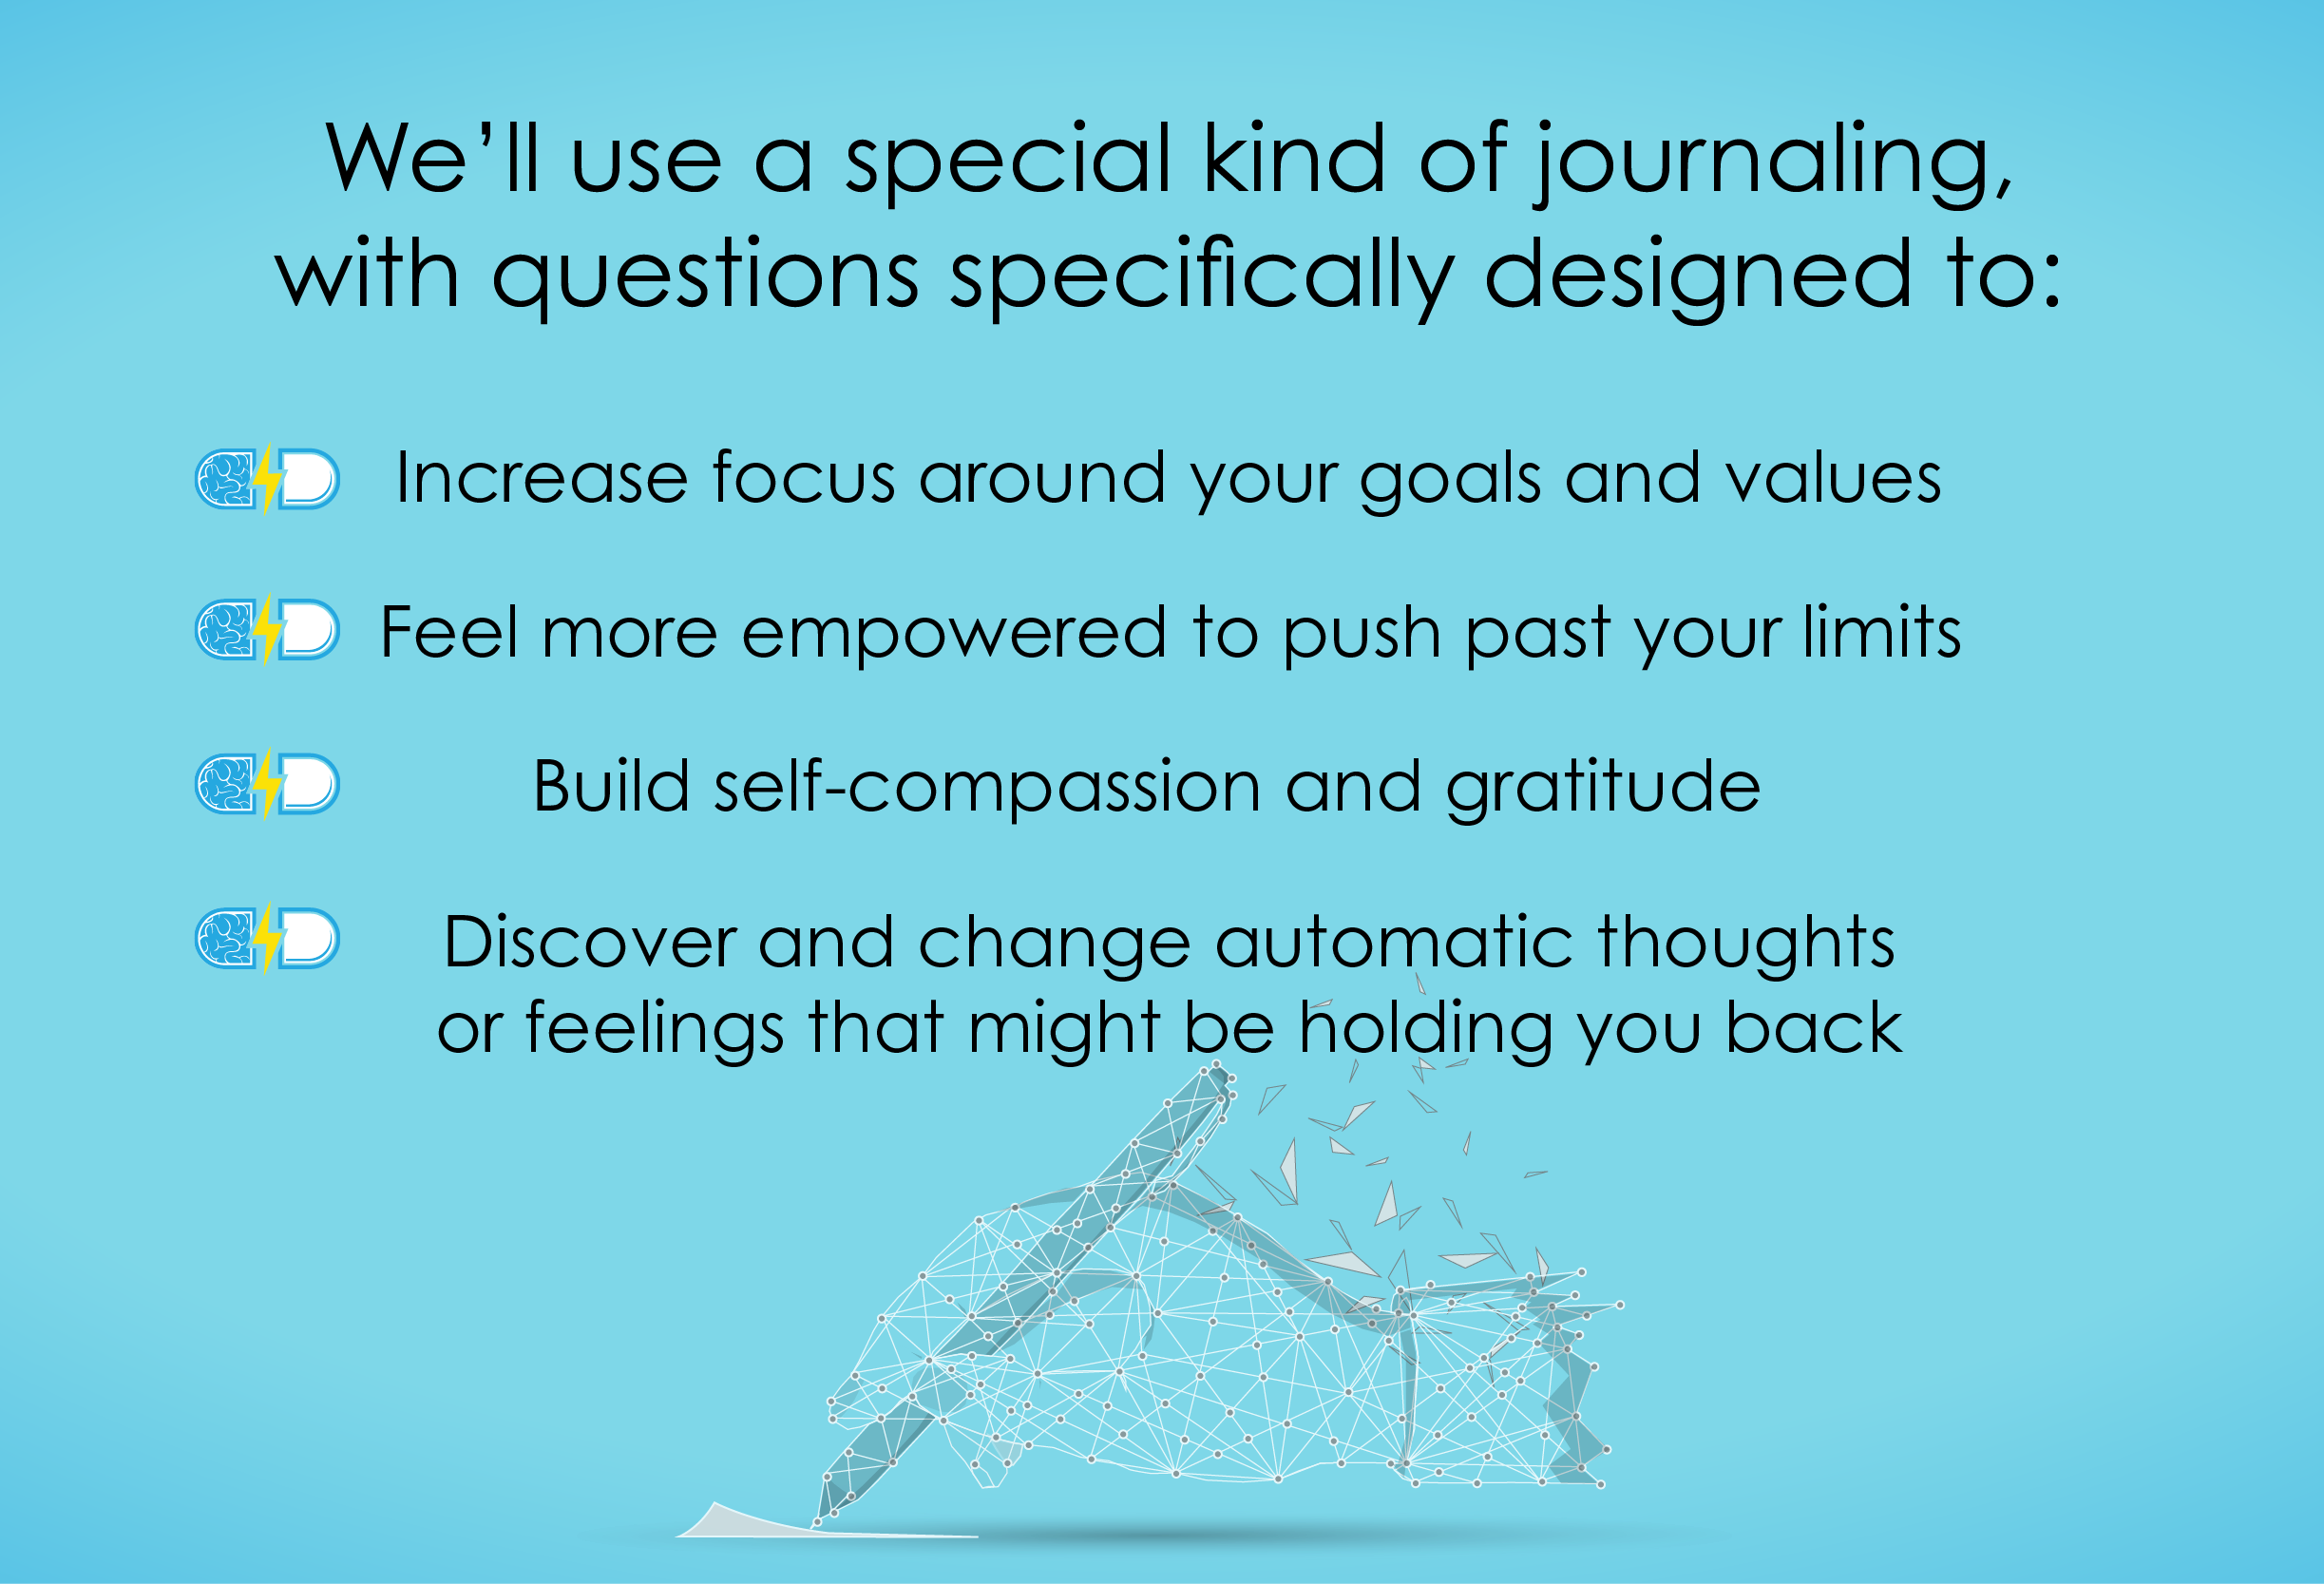 We’ll use a special kind of journaling,
with questions specifically designed to:
Increase focus around your goals and values
Feel more empowered to push past your limits
Build self-compassion and gratitude
Discover and change automatic thoughts
or feelings that might be holding you back